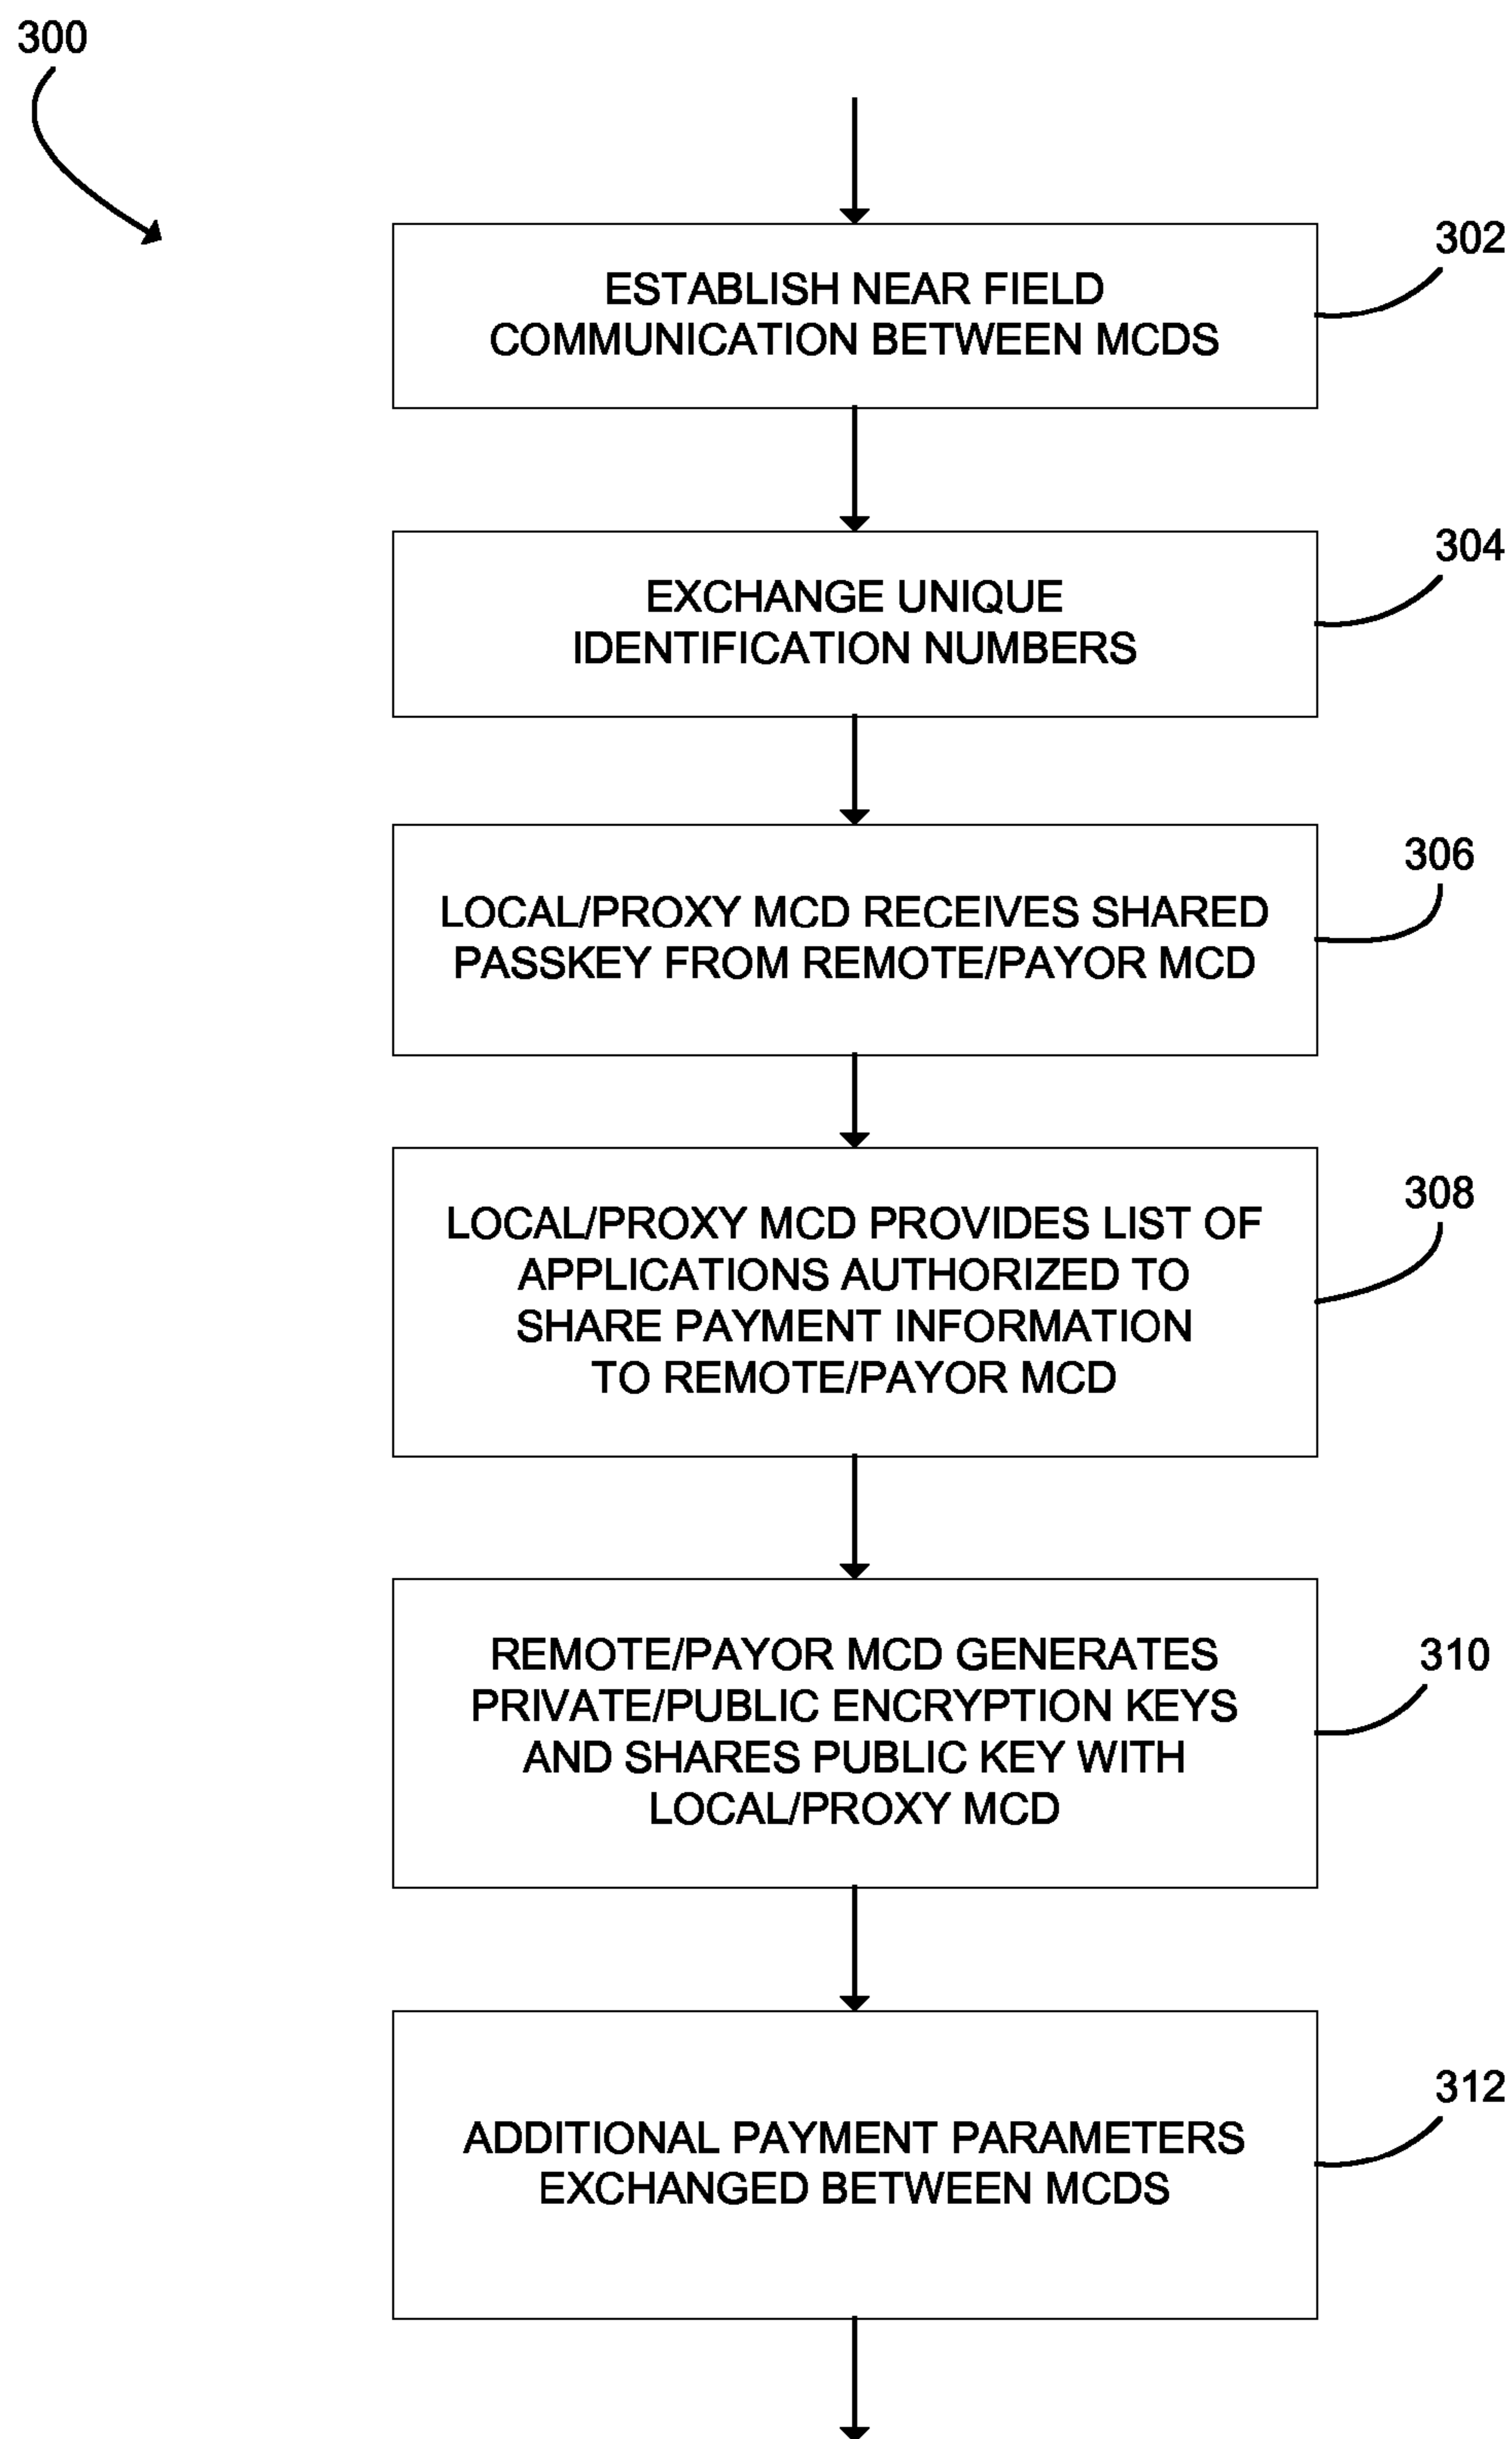 300
302
ESTABLISH NEAR FIELD
COMMUNICATION BETWEEN MCDS
304
EXCHANGE UNIQUE
IDENTIFICATION NUMBERS
306
LOCAL/PROXY MCD RECEIVES SHARED
PASSKEY FROM REMOTE/PAYOR MCD
308
LOCAL/PROXY MCD PROVIDES LIST OF
APPLICATIONS AUTHORIZED TO
SHARE PAYMENT INFORMATION
TO REMOTE/PAYOR MCD
310
REMOTE/PAYOR MCD GENERATES
PRIVATE/PUBLIC ENCRYPTION KEYS
AND SHARES PUBLIC KEY WITH
LOCAL/PROXY MCD
312
ADDITIONAL PAYMENT PARAMETERS
EXCHANGED BETWEEN MCDS